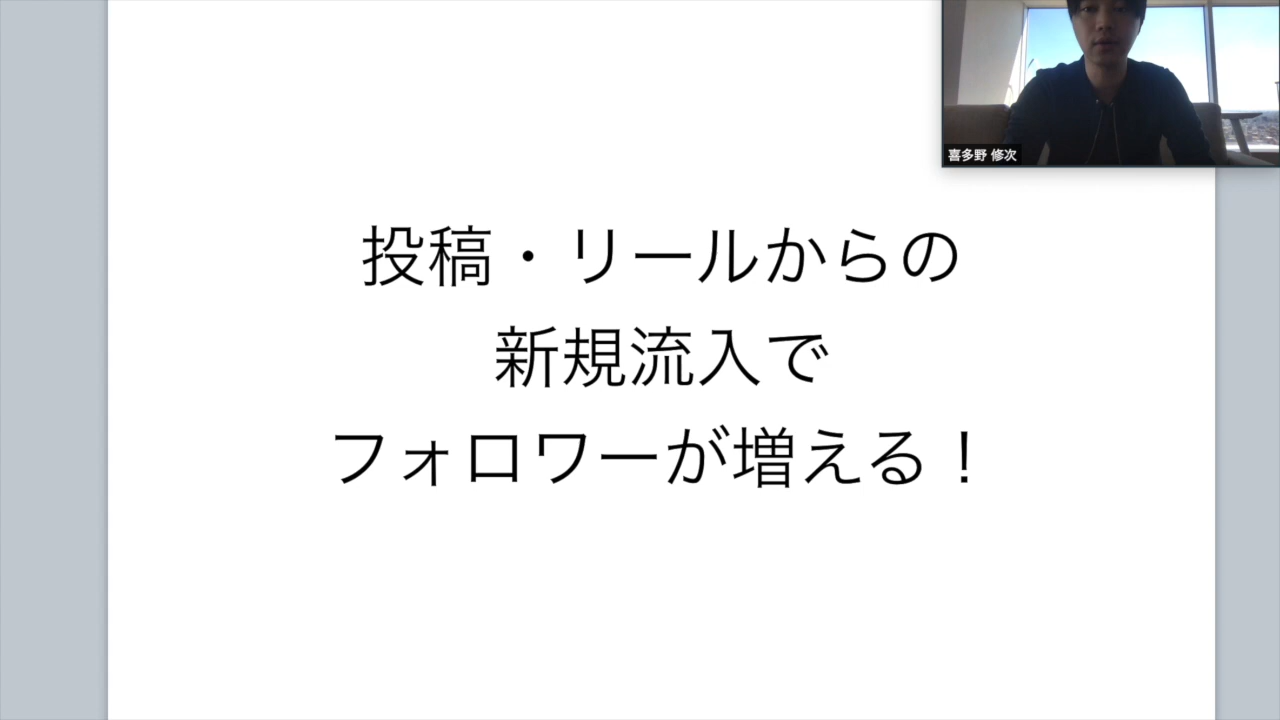 喜多野 修次
投稿・リールからの
新規流入で
フォロワーが増える！